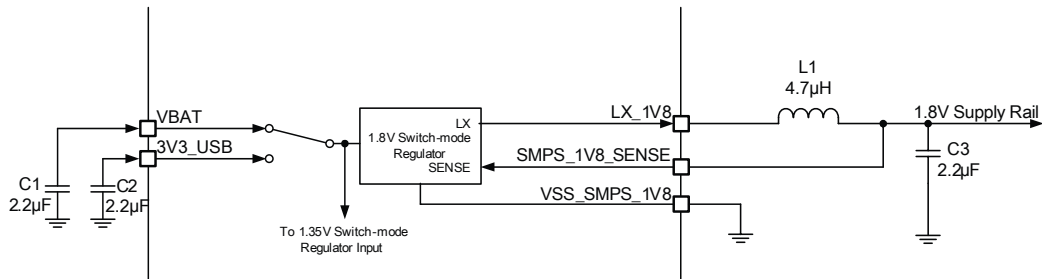 L1
4.7µH
VBAT
LX_1V8
1.8V Supply Rail
LX
1.8V Switch-mode
Regulator
SENSE
3V3_USB
SMPS_1V8_SENSE
C1
2.2µF
C2
2.2µF
C3
2.2µF
VSS_SMPS_1V8
To 1.35V Switch-mode
Regulator Input